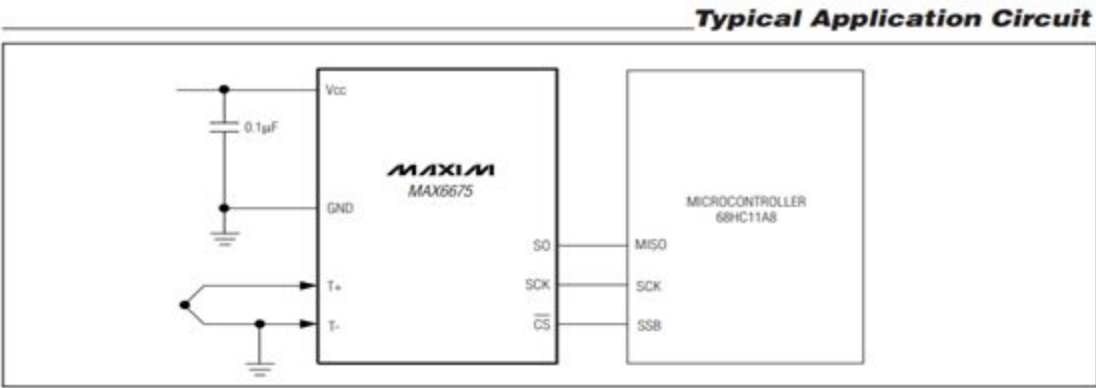 Typical Application Circuit
Vcc
0.1µF
MAXIM
MAX6675
GND
MICROCONTROLLER
68HC11A8
SO
MISO
SCK
SCK
T+
T-
CS
SSB